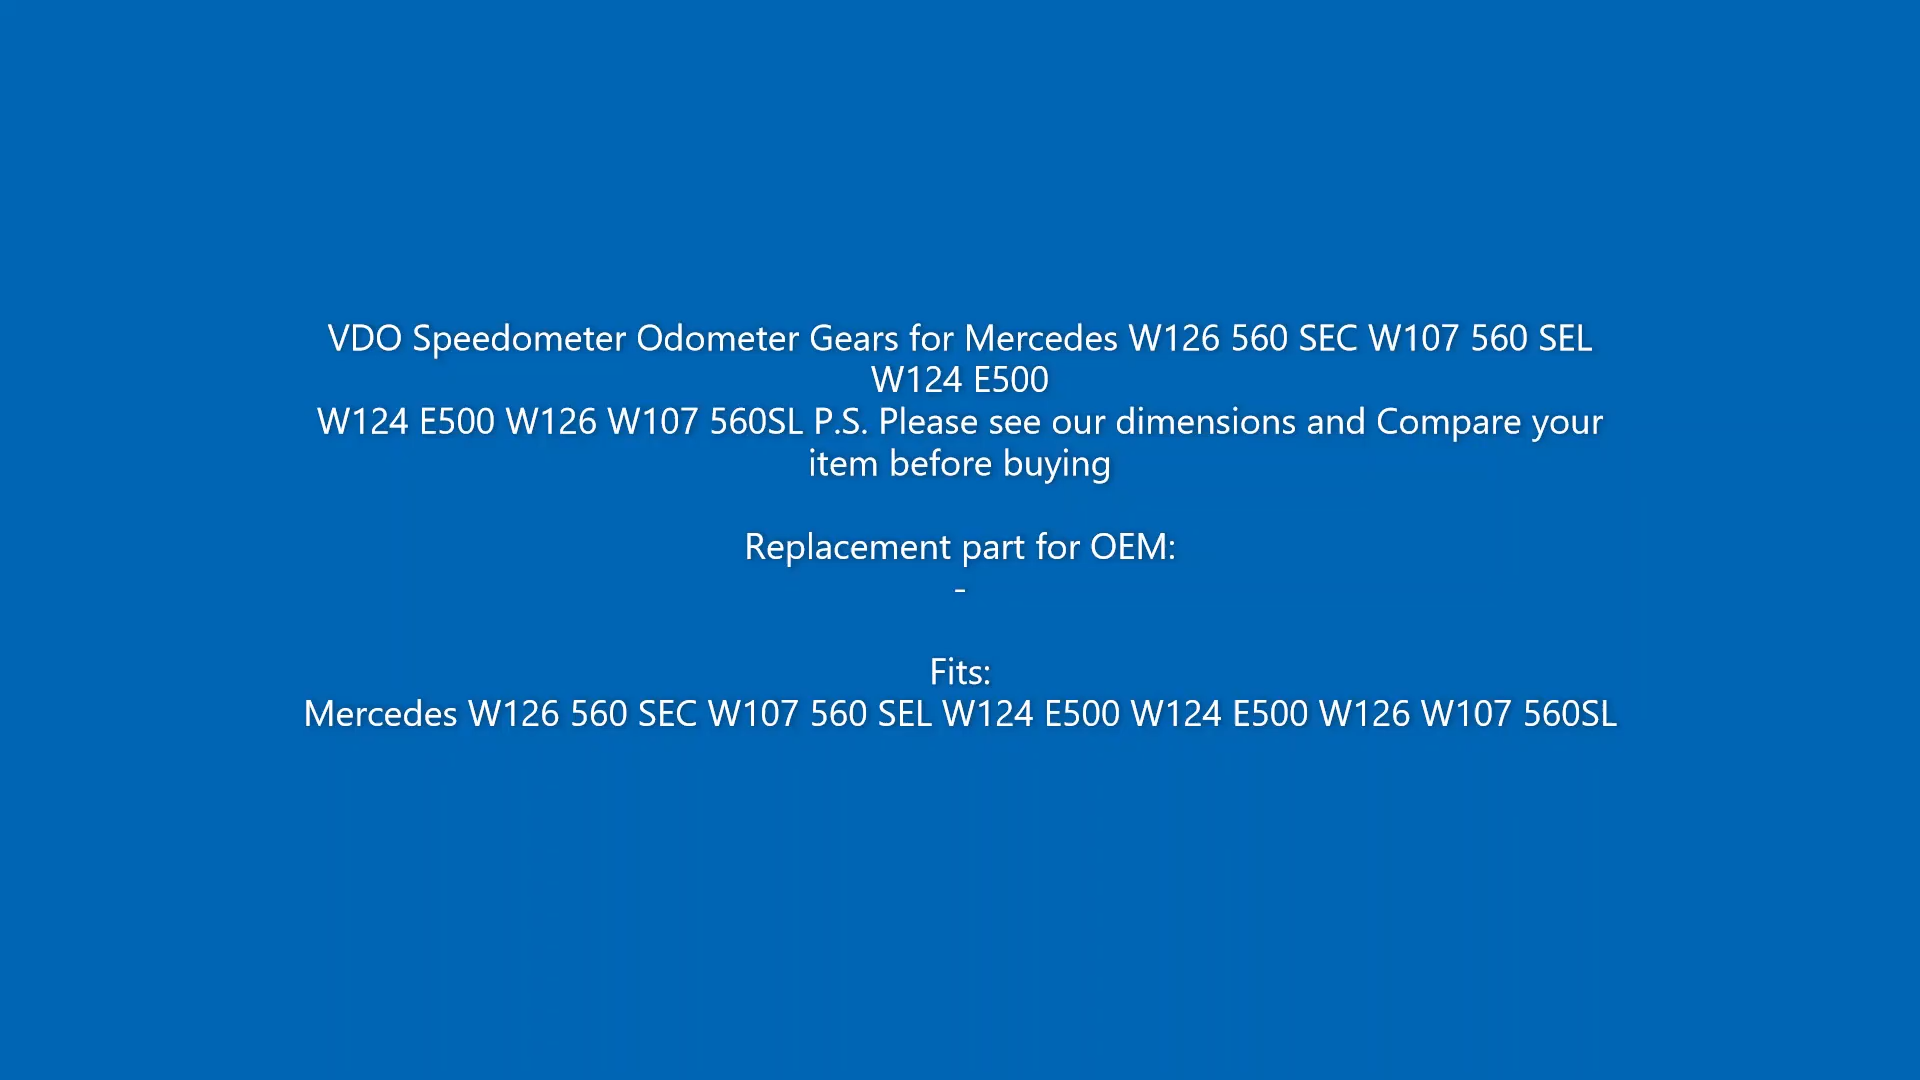 VDO Speedometer Odometer Gears for Mercedes W126 560 SEC W107 560 SEL
W124 E500
W124 E500 W126 W107 560SL P.S. Please see our dimensions and Compare your
item before buying
Replacement part for OEM:
-
Fits:
Mercedes W126 560 SEC W107 560 SEL W124 E500 W124 E500 W126 W107 560SL